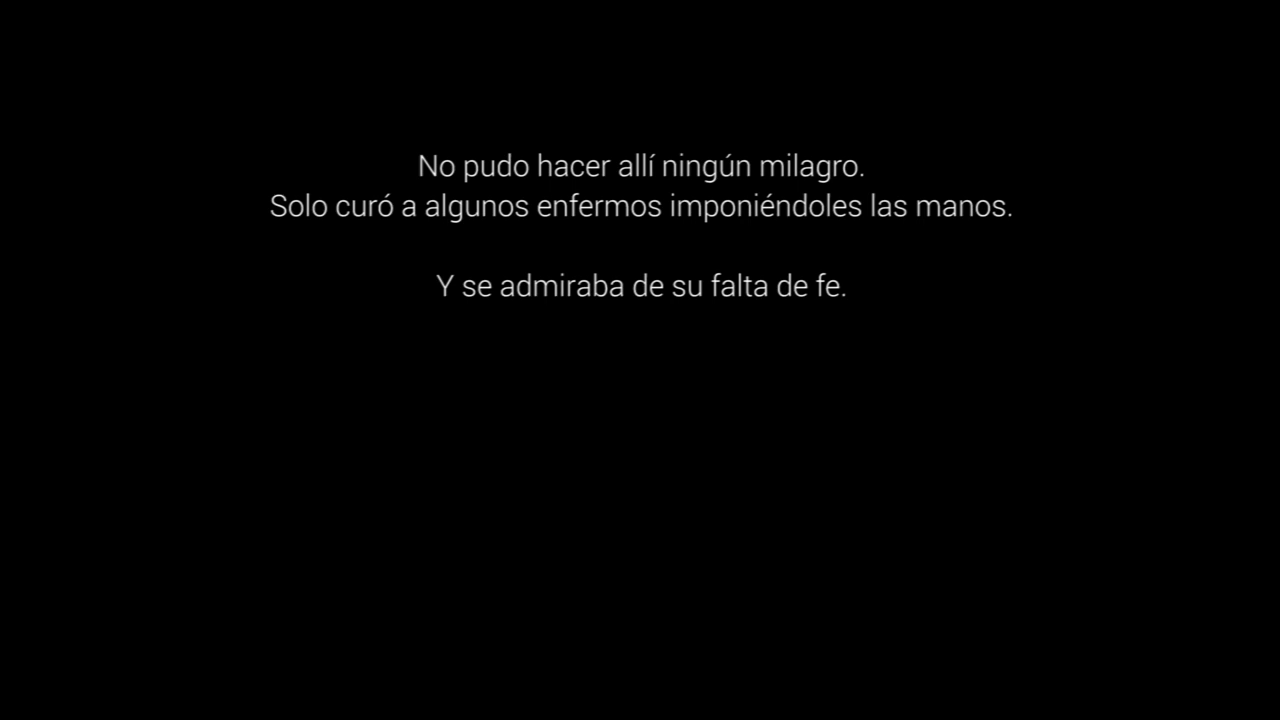 No pudo hacer allí ningún milagro.
Solo curó a algunos enfermos imponiéndoles las manos.
Y se admiraba de su falta de fe.